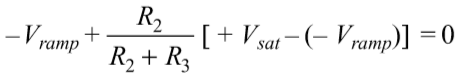 −V_ramp + R_2 / (R_2 + R_3) [ + V_sat − (− V_ramp)] = 0